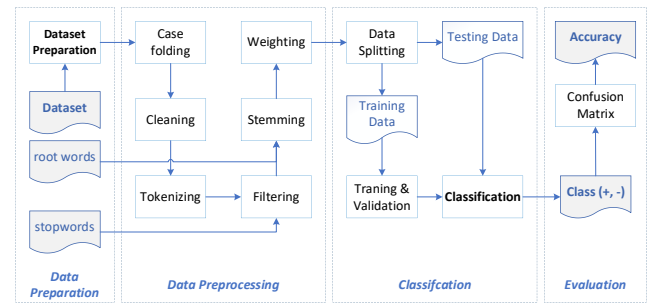 Dataset
Preparation
Dataset
root words
stopwords
Data
Preparation
Case
folding
Cleaning
Tokenizing
Weighting
Stemming
Filtering
Data Preprocessing
Data
Splitting
Training
Data
Traning &
Validation
Testing Data
Classification
Classifcation
Accuracy
Confusion
Matrix
Class (+, -)
Evaluation